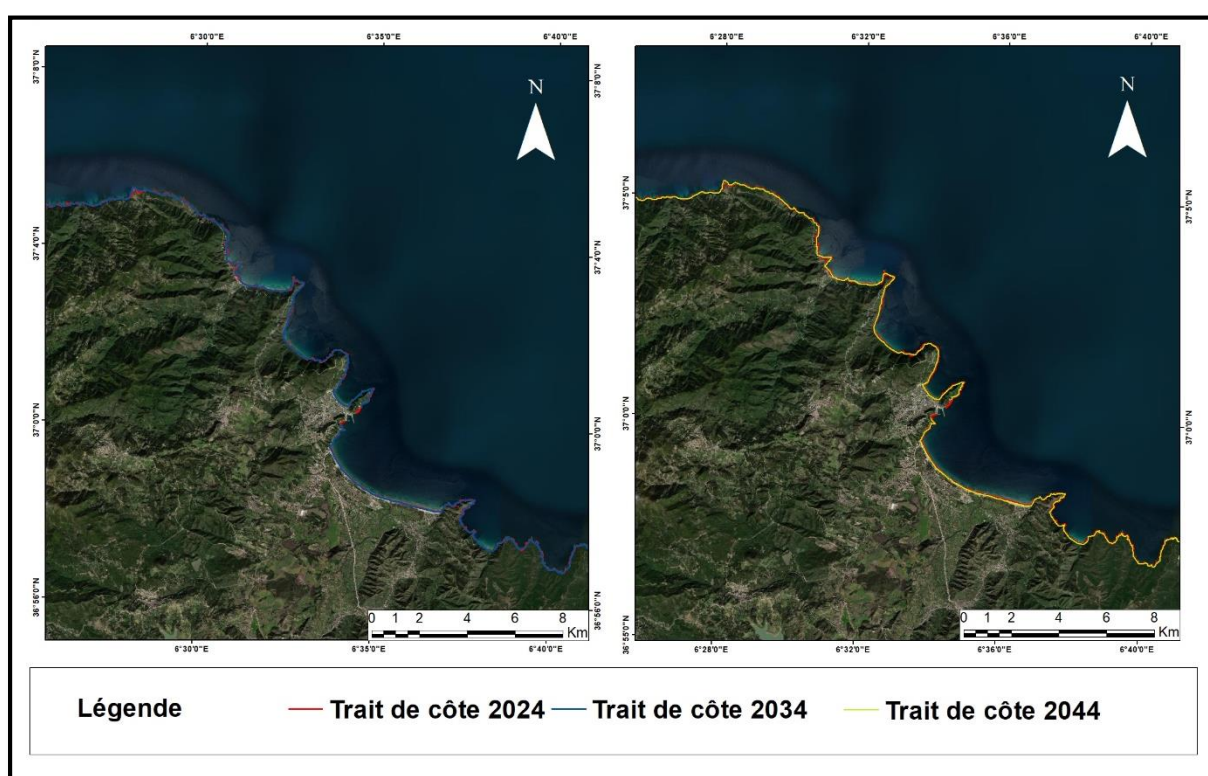 6°30'0"E 6°35'0"E 6°40'0"E
6°28'0"E 6°32'0"E 6°36'0"E 6°40'0"E
37°8'0"N 37°8'0"N 37°8'0"N
N N
37°5'0"N 37°5'0"N
37°4'0"N 37°4'0"N
37°0'0"N 37°0'0"N 37°0'0"N 37°0'0"N
36°56'0"N 36°56'0"N 36°55'0"N
0 1 2 4 6 8
Km
0 1 2 4 6 8
Km
6°30'0"E 6°35'0"E 6°40'0"E
6°28'0"E 6°32'0"E 6°36'0"E 6°40'0"E
Légende Trait de côte 2024 Trait de côte 2034 Trait de côte 2044